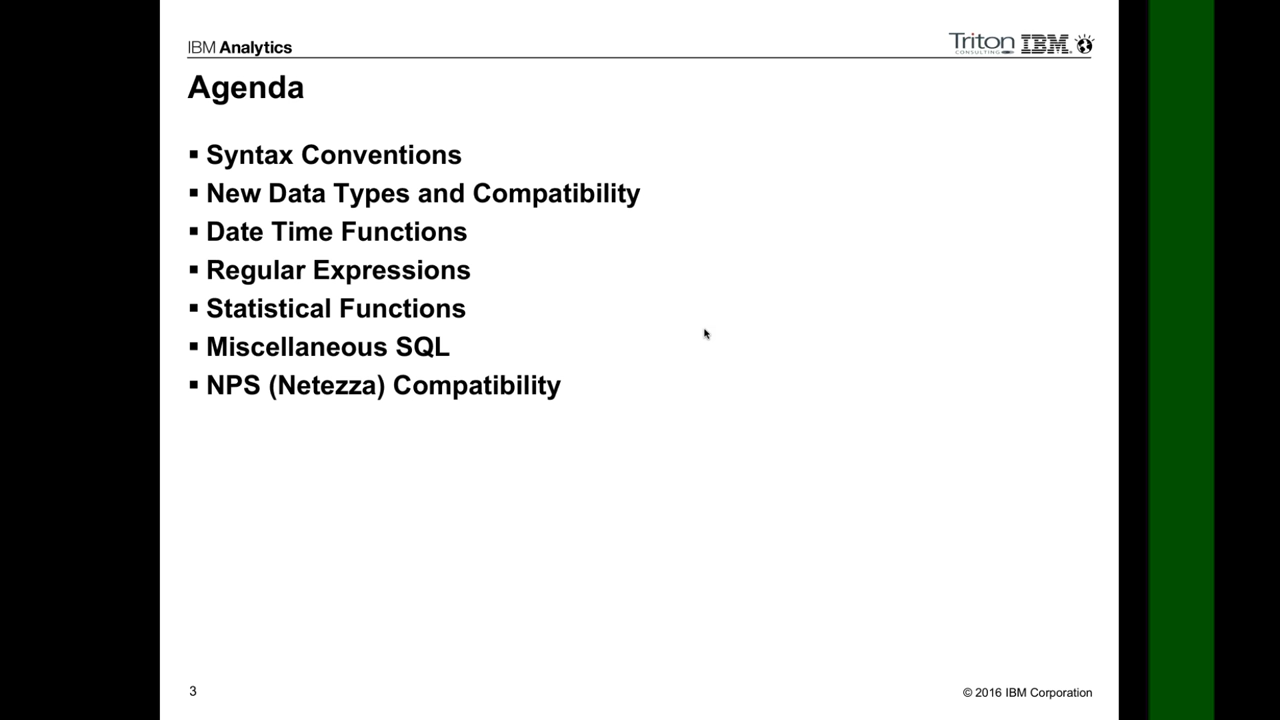 IBM Analytics
Triton IBM
CONSULTING
Agenda
▪ Syntax Conventions
▪ New Data Types and Compatibility
▪ Date Time Functions
▪ Regular Expressions
▪ Statistical Functions
▪ Miscellaneous SQL
▪ NPS (Netezza) Compatibility
3
© 2016 IBM Corporation